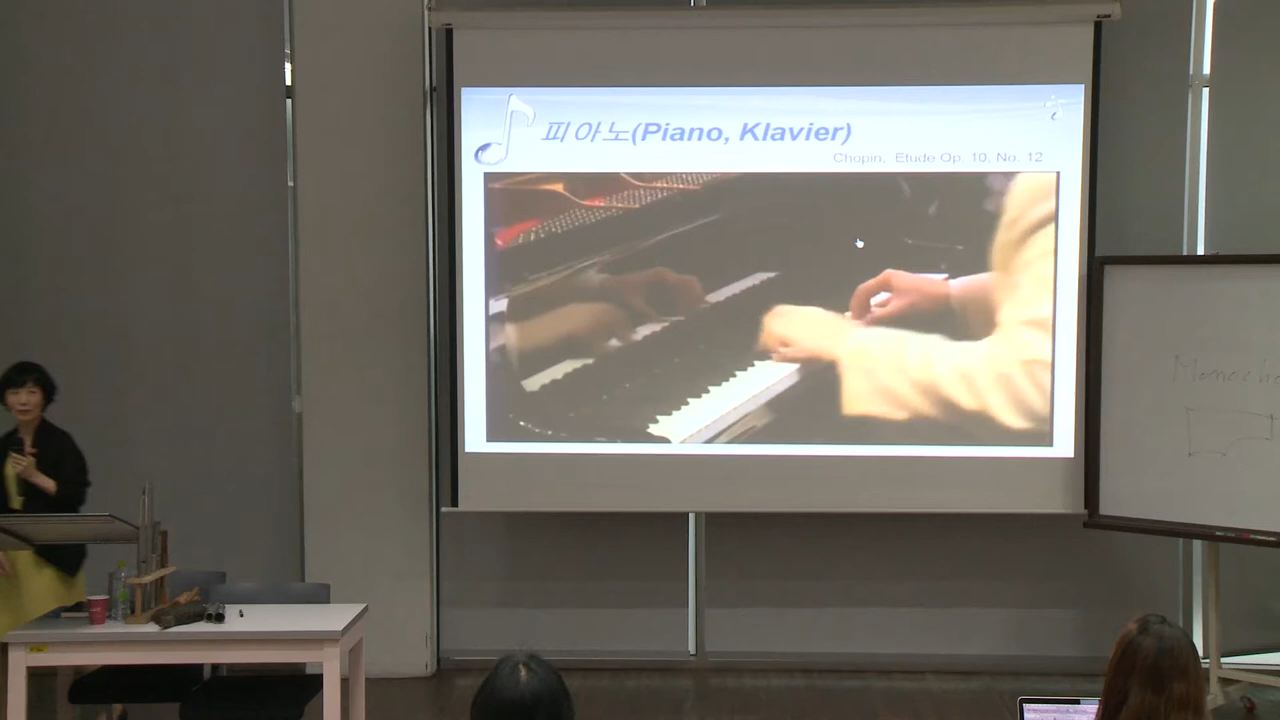 피아노(Piano, Klavier)
Chopin, Etude Op. 10, No. 12